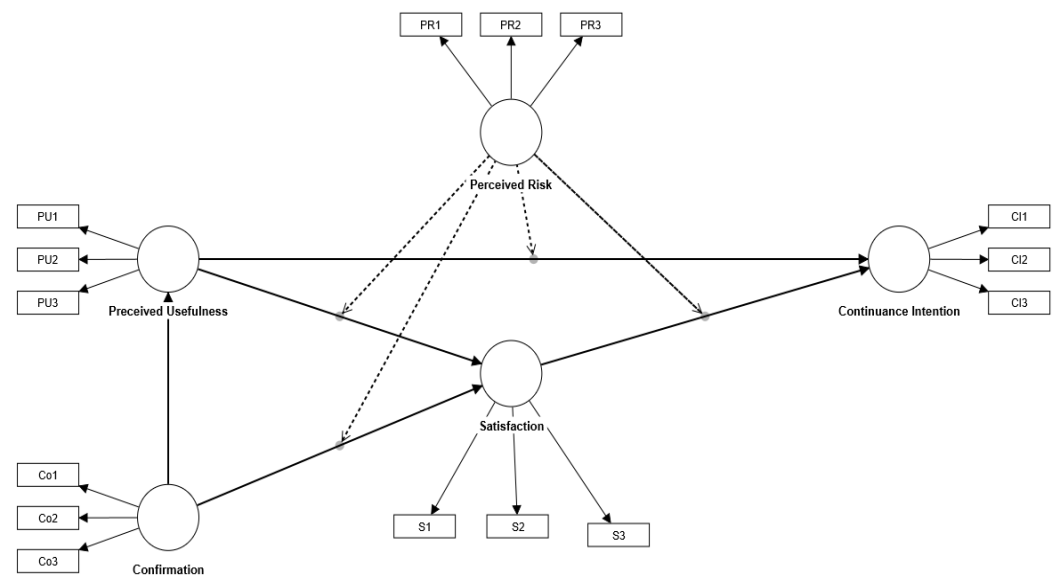 PR1
PR2
PR3
Perceived Risk
PU1
PU2
PU3
Preceived Usefulness
CI1
CI2
CI3
Continuance Intention
Satisfaction
Co1
Co2
Co3
Confirmation
S1
S2
S3